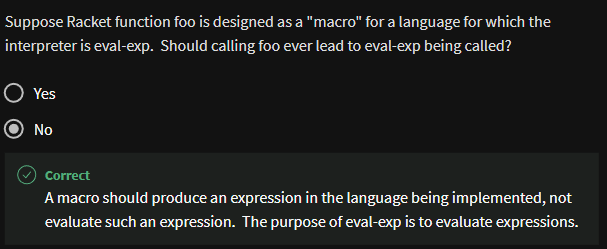 Suppose Racket function foo is designed as a "macro" for a language for which the
interpreter is eval-exp.  Should calling foo ever lead to eval-exp being called?
Yes
No
Correct
A macro should produce an expression in the language being implemented, not
evaluate such an expression.  The purpose of eval-exp is to evaluate expressions.